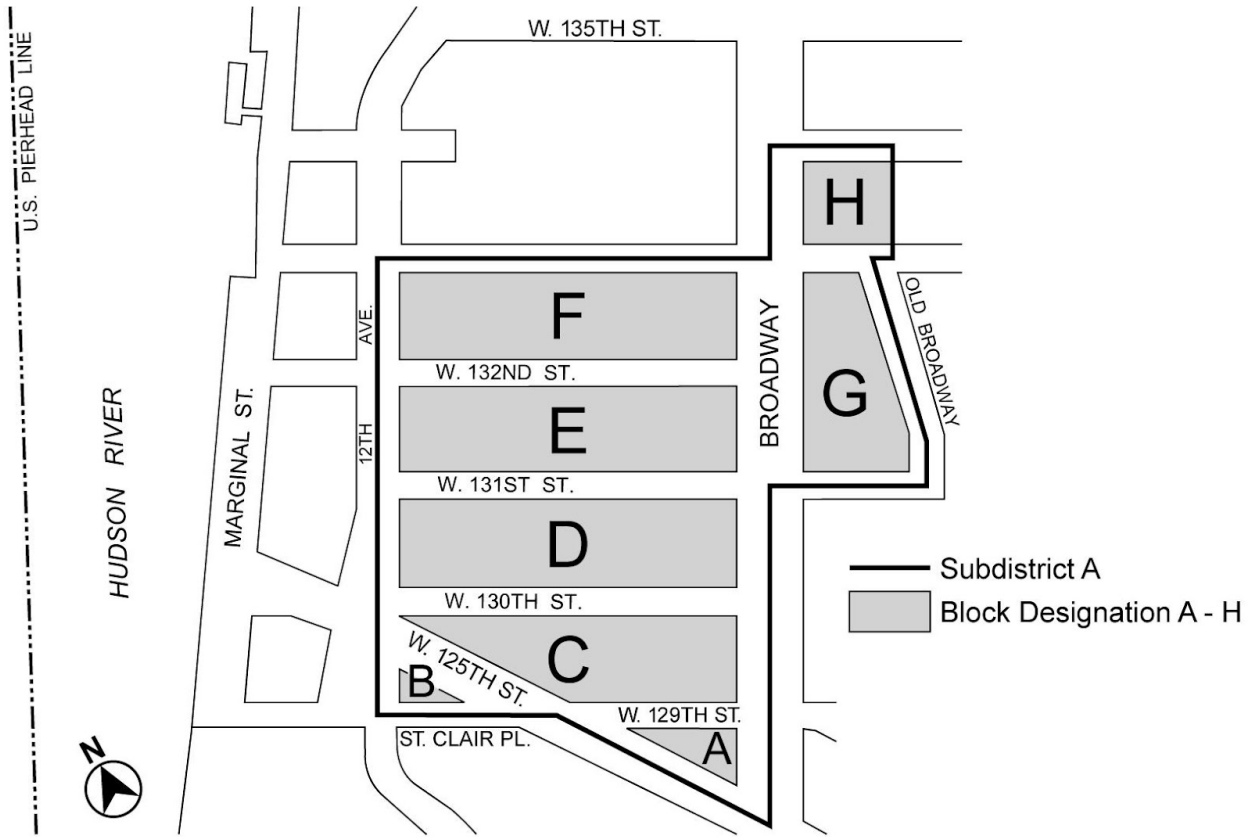 W. 135TH ST.
U.S. PIERHEAD LINE
H
F
AVE.
BROADWAY
OLD BROADWAY
W. 132ND ST.
G
E
MARGINAL ST.
12TH
HUDSON RIVER
W. 131ST ST.
D
Subdistrict A
W. 130TH ST.
Block Designation A - H
C
W. 125TH ST.
B
W. 129TH ST.
ST. CLAIR PL.
A
N